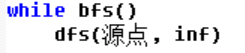 while bfs()
    dfs(源点, inf)